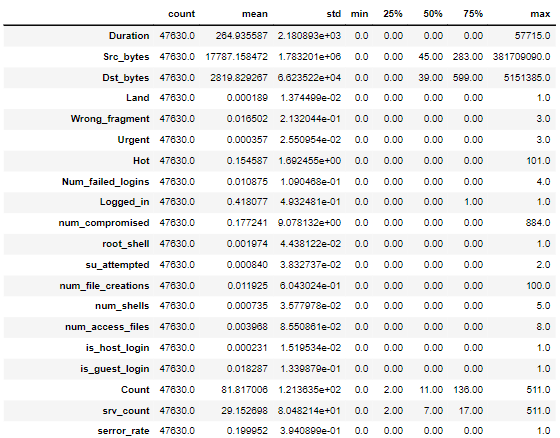 count mean std min 25% 50% 75% max
Duration 47630.0 264.935587 2.180893e+03 0.0 0.00 0.00 0.00 57715.0
Src_bytes 47630.0 17787.158472 1.783201e+06 0.0 0.00 45.00 283.00 381709090.0
Dst_bytes 47630.0 2819.829267 6.623522e+04 0.0 0.00 39.00 599.00 5151385.0
Land 47630.0 0.000189 1.374499e-02 0.0 0.00 0.00 0.00 1.0
Wrong_fragment 47630.0 0.016502 2.132044e-01 0.0 0.00 0.00 0.00 3.0
Urgent 47630.0 0.000357 2.550954e-02 0.0 0.00 0.00 0.00 3.0
Hot 47630.0 0.154587 1.692455e+00 0.0 0.00 0.00 0.00 101.0
Num_failed_logins 47630.0 0.010875 1.090468e-01 0.0 0.00 0.00 0.00 4.0
Logged_in 47630.0 0.418077 4.932481e-01 0.0 0.00 0.00 1.00 1.0
num_compromised 47630.0 0.177241 9.078132e+00 0.0 0.00 0.00 0.00 884.0
root_shell 47630.0 0.001974 4.438122e-02 0.0 0.00 0.00 0.00 1.0
su_attempted 47630.0 0.000840 3.832737e-02 0.0 0.00 0.00 0.00 2.0
num_file_creations 47630.0 0.011925 6.043024e-01 0.0 0.00 0.00 0.00 100.0
num_shells 47630.0 0.000735 3.577978e-02 0.0 0.00 0.00 0.00 5.0
num_access_files 47630.0 0.003968 8.550861e-02 0.0 0.00 0.00 0.00 8.0
is_host_login 47630.0 0.000231 1.519534e-02 0.0 0.00 0.00 0.00 1.0
is_guest_login 47630.0 0.018287 1.339879e-01 0.0 0.00 0.00 0.00 1.0
Count 47630.0 81.817006 1.213635e+02 0.0 2.00 11.00 136.00 511.0
srv_count 47630.0 29.152698 8.048214e+01 0.0 2.00 7.00 17.00 511.0
serror_rate 47630.0 0.199952 3.940899e-01 0.0 0.00 0.00 0.00 1.0